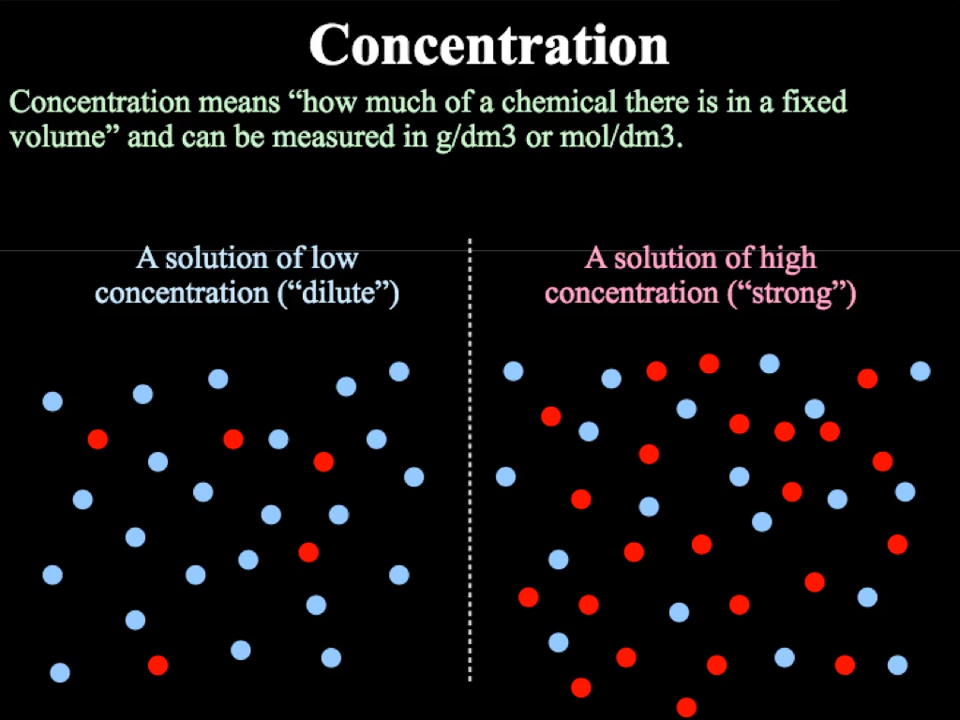 Concentration
Concentration means “how much of a chemical there is in a fixed
volume” and can be measured in g/dm3 or mol/dm3.
A solution of low
concentration (“dilute”)
A solution of high
concentration (“strong”)